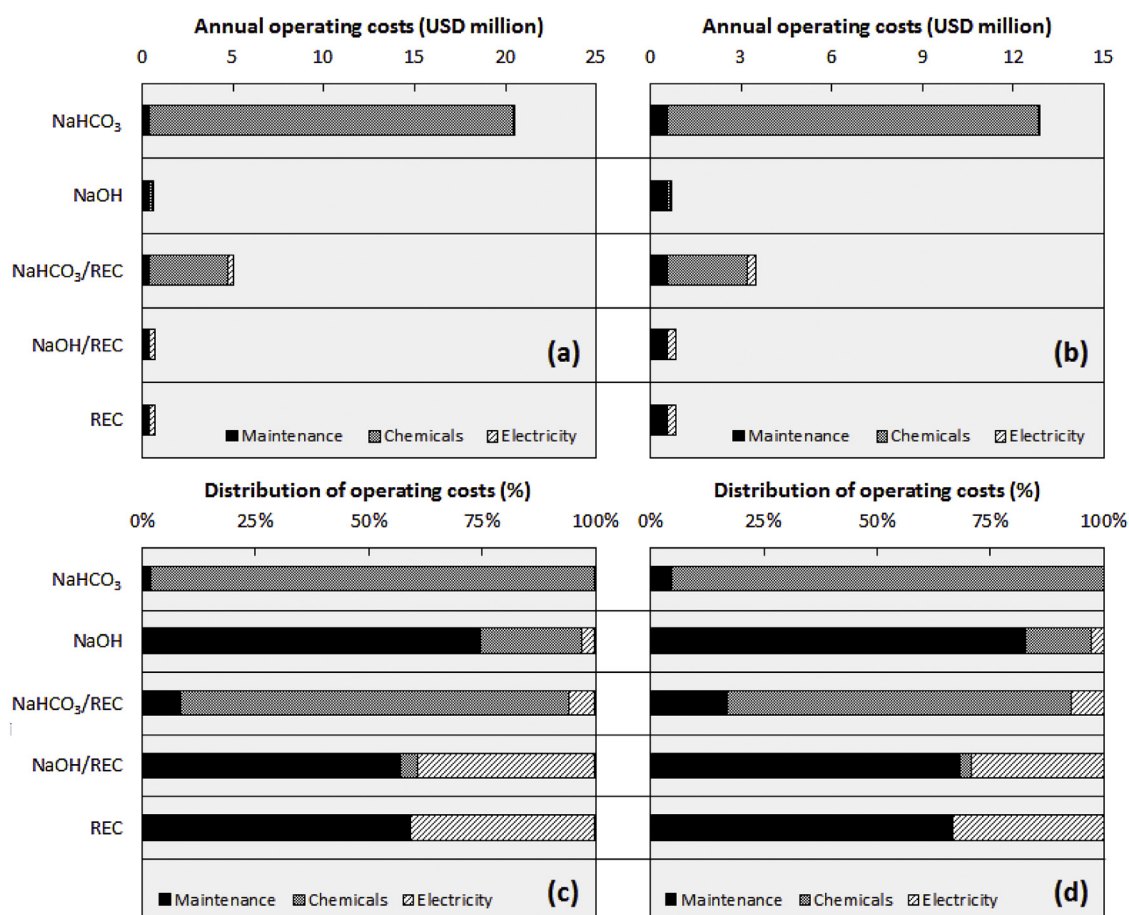 Annual operating costs (USD million)
0 5 10 15 20 25
NaHCO₃
NaOH
NaHCO₃/REC
NaOH/REC
REC
(a)
Maintenance Chemicals Electricity
Annual operating costs (USD million)
0 3 6 9 12 15
(b)
Maintenance Chemicals Electricity
Distribution of operating costs (%)
0% 25% 50% 75% 100%
NaHCO₃
NaOH
NaHCO₃/REC
NaOH/REC
REC
Maintenance Chemicals Electricity
(c)
Distribution of operating costs (%)
0% 25% 50% 75% 100%
Maintenance Chemicals Electricity
(d)